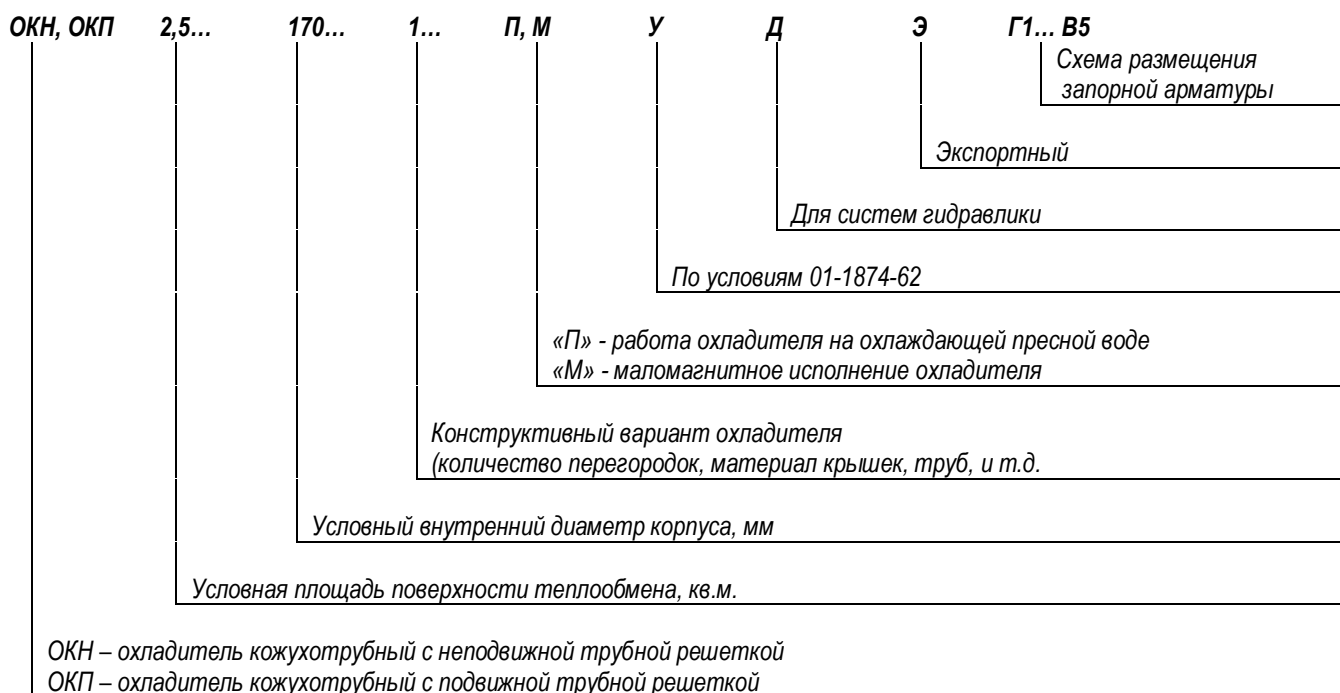 ОКН, ОКП 2,5… 170… 1… П, М У Д Э Г1… В5
Схема размещения
запорной арматуры
Экспортный
Для систем гидравлики
По условиям 01-1874-62
«П» - работа охладителя на охлаждающей пресной воде
«М» - маломагнитное исполнение охладителя
Конструктивный вариант охладителя
(количество перегородок, материал крышек, труб, и т.д.
Условный внутренний диаметр корпуса, мм
Условная площадь поверхности теплообмена, кв.м.
ОКН – охладитель кожухотрубный с неподвижной трубной решеткой
ОКП – охладитель кожухотрубный с подвижной трубной решеткой